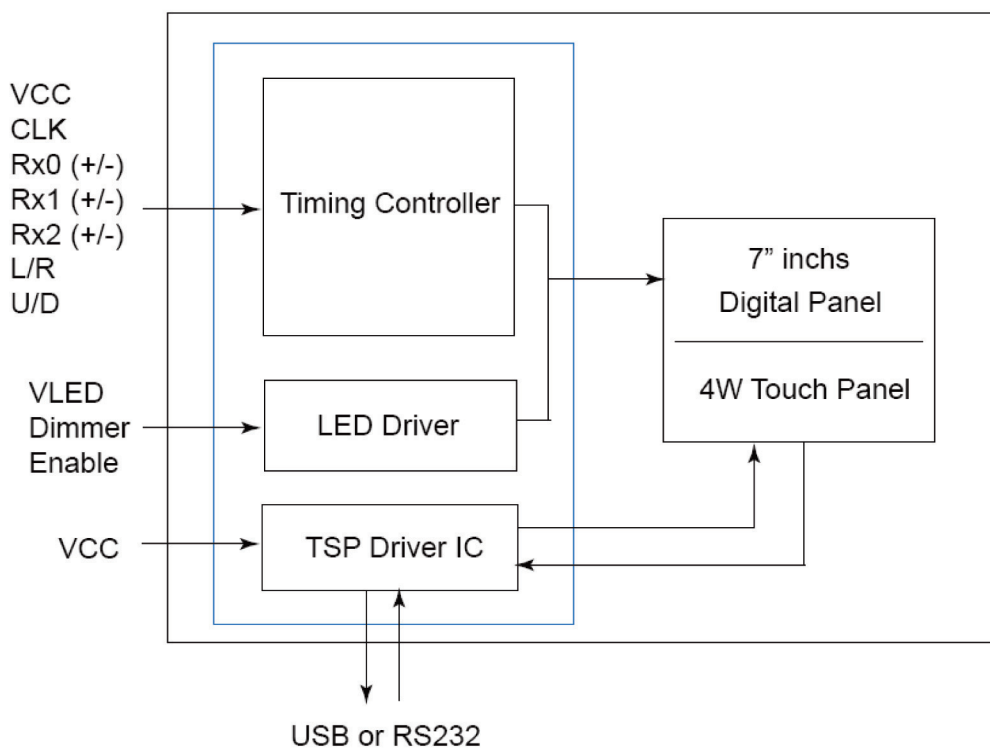 VCC
CLK
Rx0 (+/-)
Rx1 (+/-)
Rx2 (+/-)
L/R
U/D
Timing Controller
7” inchs
Digital Panel
4W Touch Panel
VLED
Dimmer
Enable
LED Driver
VCC
TSP Driver IC
USB or RS232